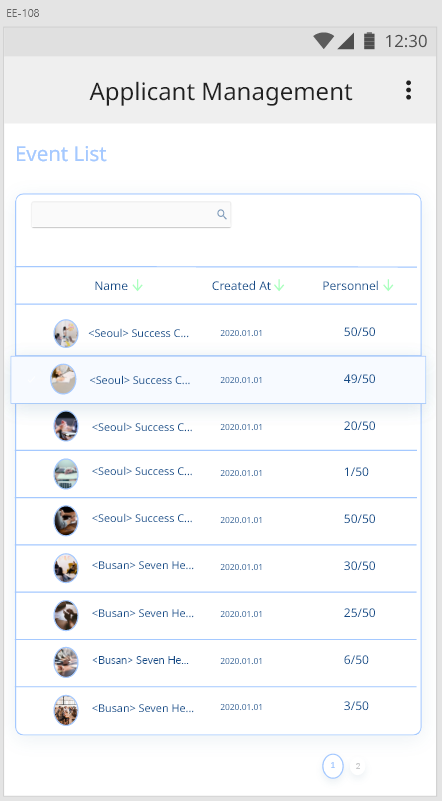 EE-108
12:30
Applicant Management
Event List
Name Created At Personnel
<Seoul> Success C... 2020.01.01 50/50
<Seoul> Success C... 2020.01.01 49/50
<Seoul> Success C... 2020.01.01 20/50
<Seoul> Success C... 2020.01.01 1/50
<Seoul> Success C... 2020.01.01 50/50
<Busan> Seven He... 2020.01.01 30/50
<Busan> Seven He... 2020.01.01 25/50
<Busan> Seven He... 2020.01.01 6/50
<Busan> Seven He... 2020.01.01 3/50
1 2